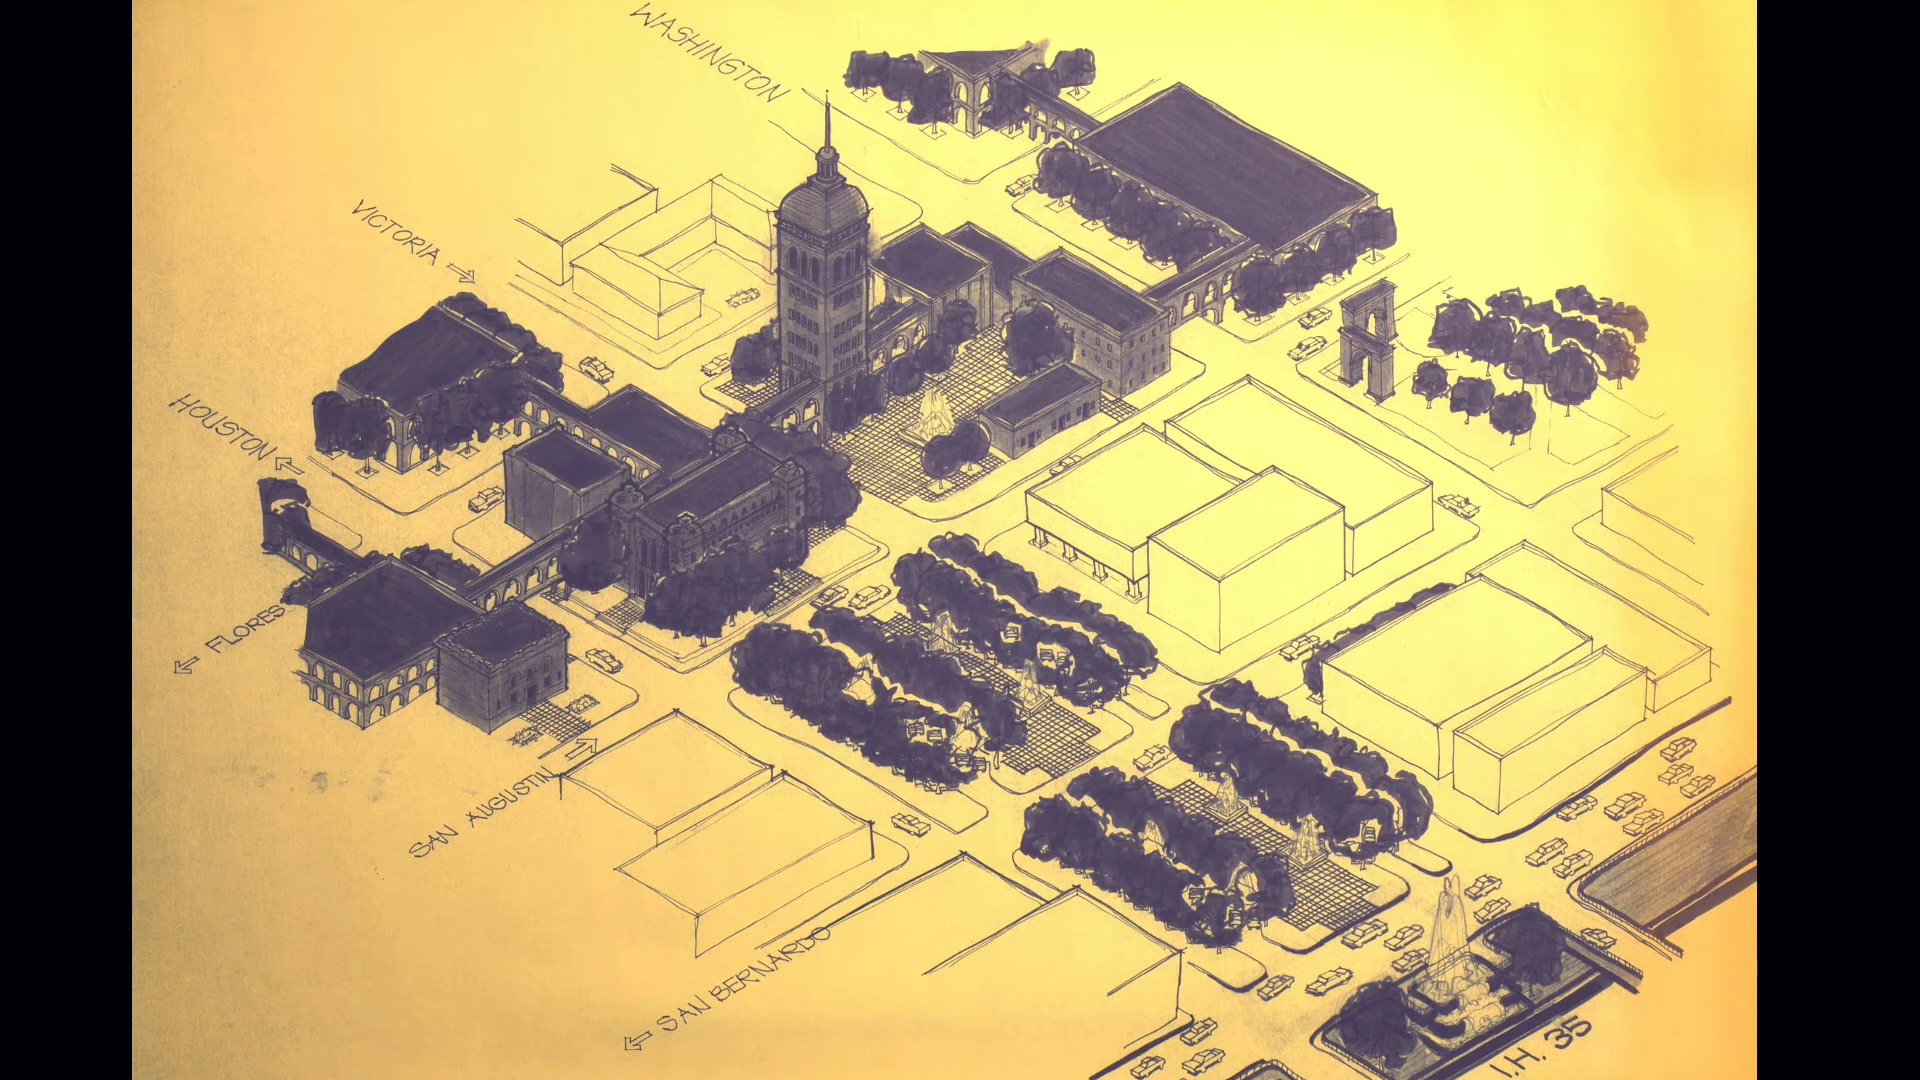 WASHINGTON
VICTORIA
HOUSTON
FLORES
SAN AUGUSTIN
SAN BERNARDO
I.H. 35